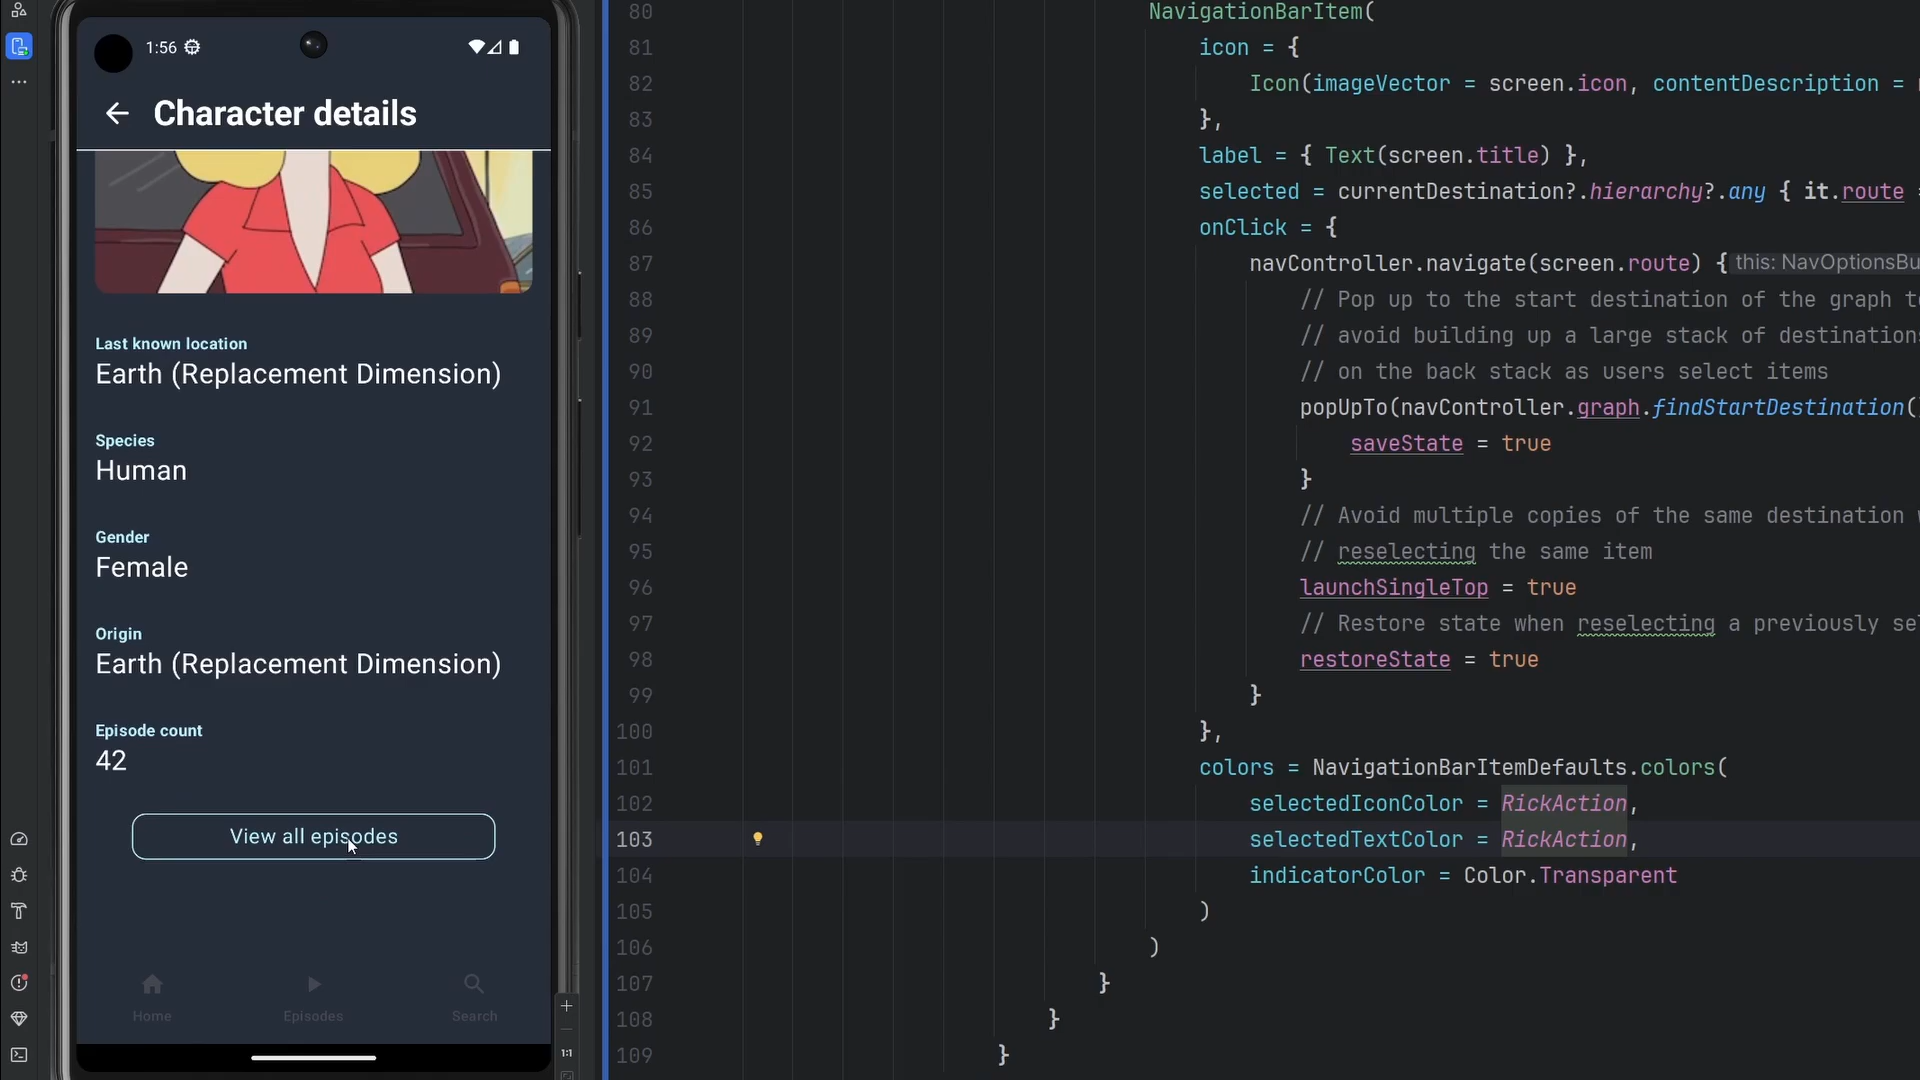 1:56
Character details
Last known location
Earth (Replacement Dimension)
Species
Human
Gender
Female
Origin
Earth (Replacement Dimension)
Episode count
42
View all episodes
Home
Episodes
Search
1:1
80 NavigationBarItem(
81 icon = {
82 Icon(imageVector = screen.icon, contentDescription =
83 },
84 label = { Text(screen.title) },
85 selected = currentDestination?.hierarchy?.any { it.route =
86 onClick = {
87 navController.navigate(screen.route) { this: NavOptionsBu
88 // Pop up to the start destination of the graph to
89 // avoid building up a large stack of destinations
90 // on the back stack as users select items
91 popUpTo(navController.graph.findStartDestination()
92 saveState = true
93 }
94 // Avoid multiple copies of the same destination
95 // reselecting the same item
96 launchSingleTop = true
97 // Restore state when reselecting a previously sel
98 restoreState = true
99 }
100 },
101 colors = NavigationBarItemDefaults.colors(
102 selectedIconColor = RickAction,
103 selectedTextColor = RickAction,
104 indicatorColor = Color.Transparent
105 )
106 )
107 }
108 }
109 }